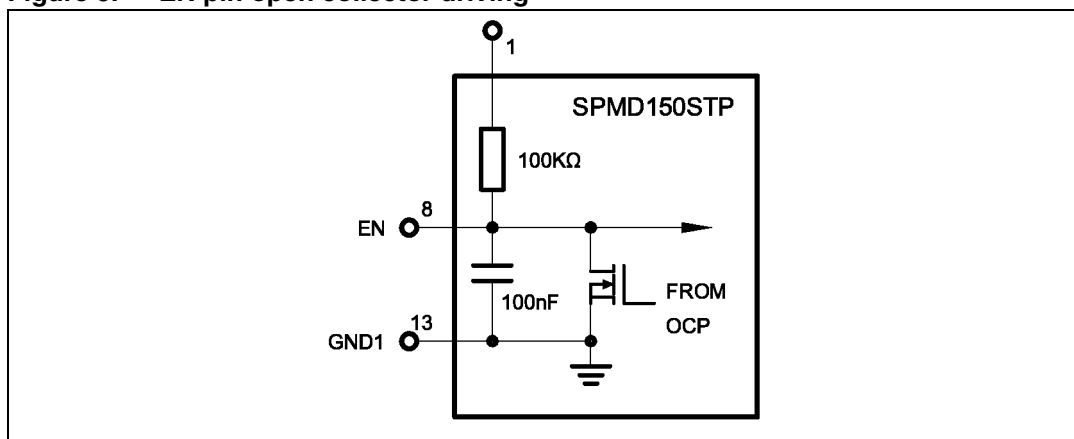 1
SPMD150STP
100KΩ
8
EN
100nF
FROM
OCP
13
GND1